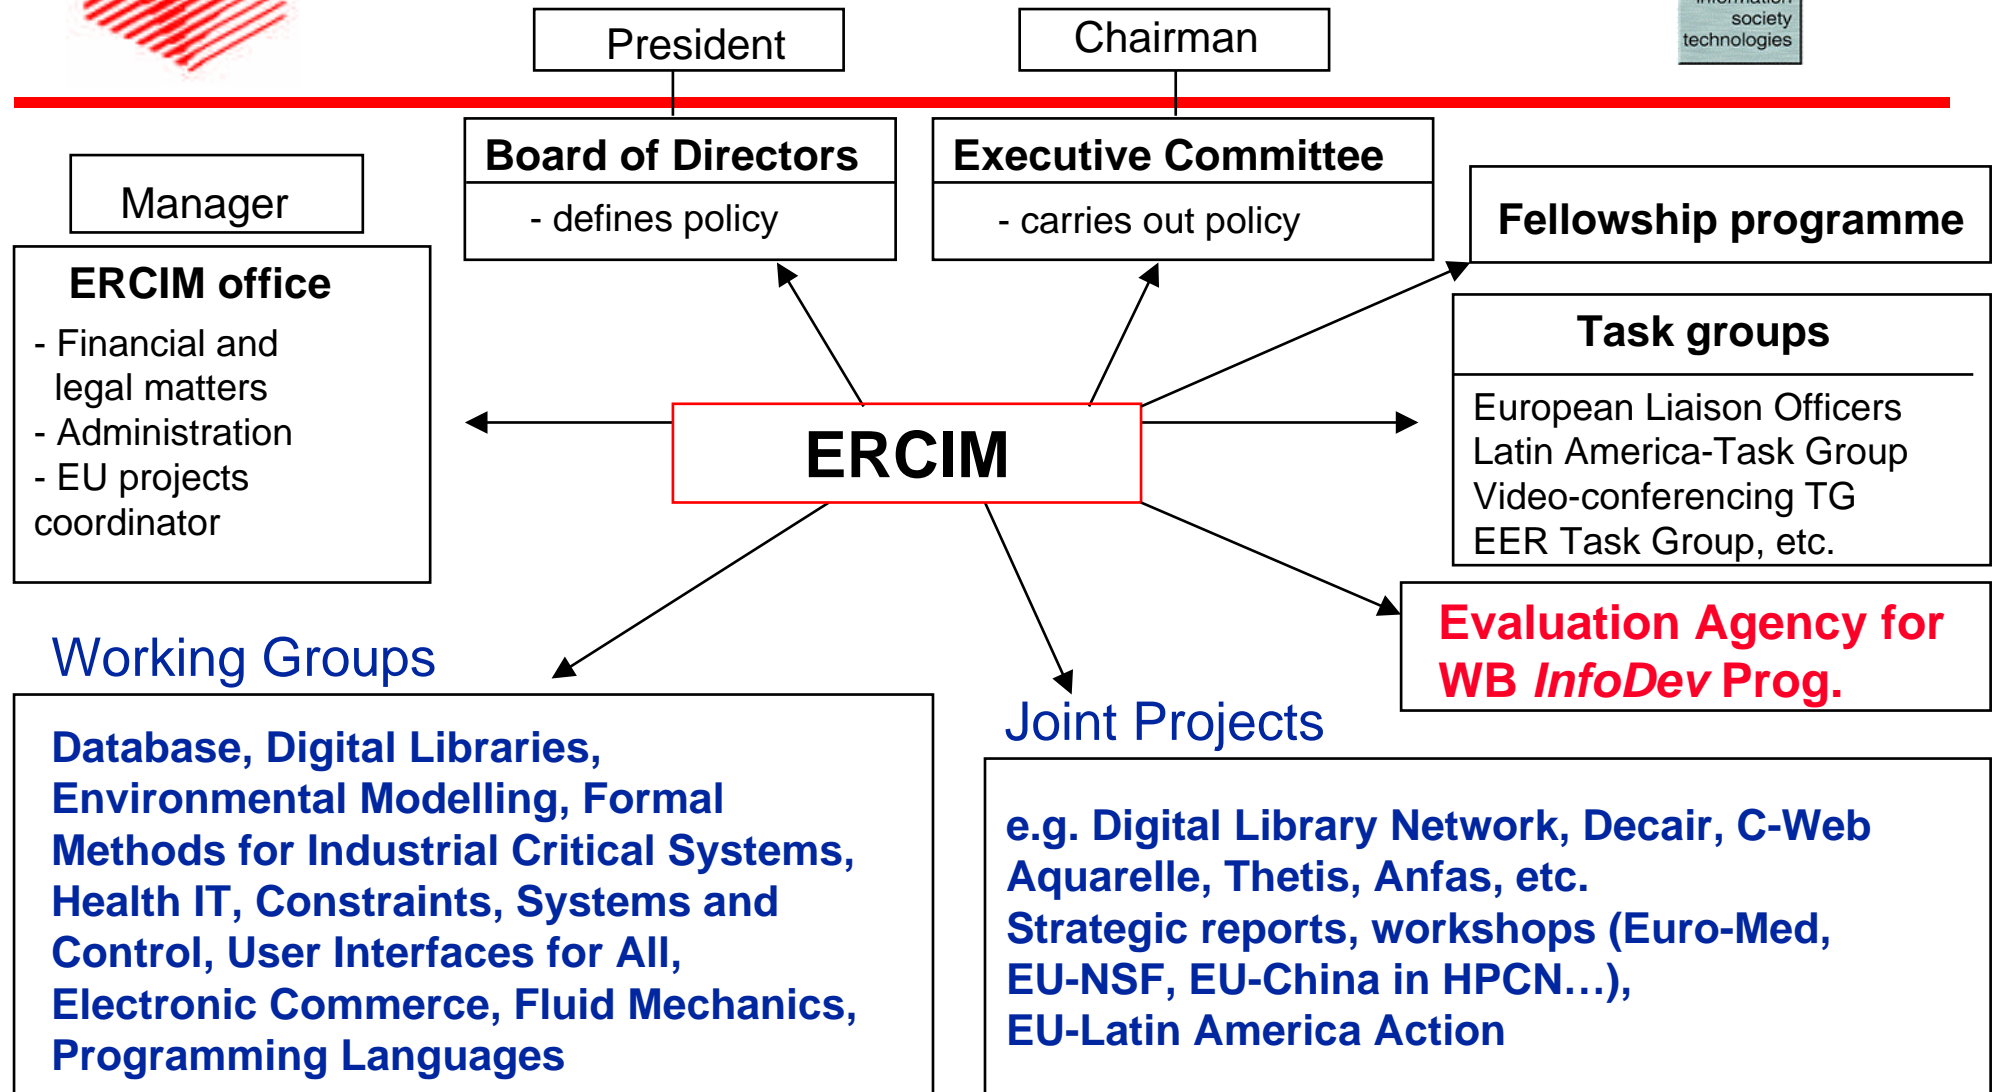 information
society
technologies
President
Chairman
Manager
Board of Directors
- defines policy
Executive Committee
- carries out policy
Fellowship programme
ERCIM office
- Financial and
legal matters
- Administration
- EU projects
coordinator
Task groups
European Liaison Officers
Latin America-Task Group
Video-conferencing TG
EER Task Group, etc.
ERCIM
Evaluation Agency for
WB InfoDev Prog.
Working Groups
Database, Digital Libraries,
Environmental Modelling, Formal
Methods for Industrial Critical Systems,
Health IT, Constraints, Systems and
Control, User Interfaces for All,
Electronic Commerce, Fluid Mechanics,
Programming Languages
Joint Projects
e.g. Digital Library Network, Decair, C-Web
Aquarelle, Thetis, Anfas, etc.
Strategic reports, workshops (Euro-Med,
EU-NSF, EU-China in HPCN…),
EU-Latin America Action